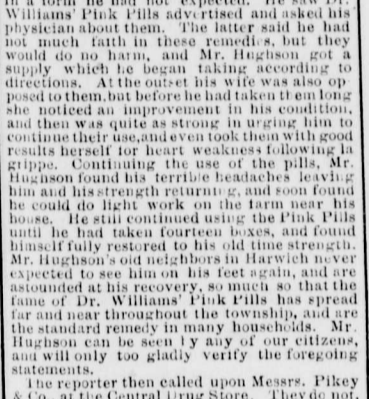 in a form he had not expected. He saw Dr.
Williams' Pink Pills advertised and asked his
physician about them. The latter said he had
not much faith in these remedies, but they
would do no harm, and Mr. Hughson got a
supply which he began taking according to
directions. At the outset his wife was also op-
posed to them, but before he had taken them long
she noticed an improvement in his condition,
and then was quite as strong in urging him to
continue their use, and even took them with good
results herself for heart weakness following la
grippe. Continuing the use of the pills, Mr.
Hughson found his terrible headaches leaving
him and his strength returning, and soon found
he could do light work on the farm near his
house. He still continued using the Pink Pills
until he had taken fourteen boxes, and found
himself fully restored to his old time strength.
Mr. Hughson's old neighbors in Harwich never
expected to see him on his feet again, and are
astounded at his recovery, so much so that the
fame of Dr. Williams' Pink Pills has spread
far and near throughout the township, and are
the standard remedy in many households. Mr.
Hughson can be seen by any of our citizens,
and will only too gladly verify the foregoing
statements.
The reporter then called upon Messrs. Pikey
& Co., at the Central Drug Store. They do not,